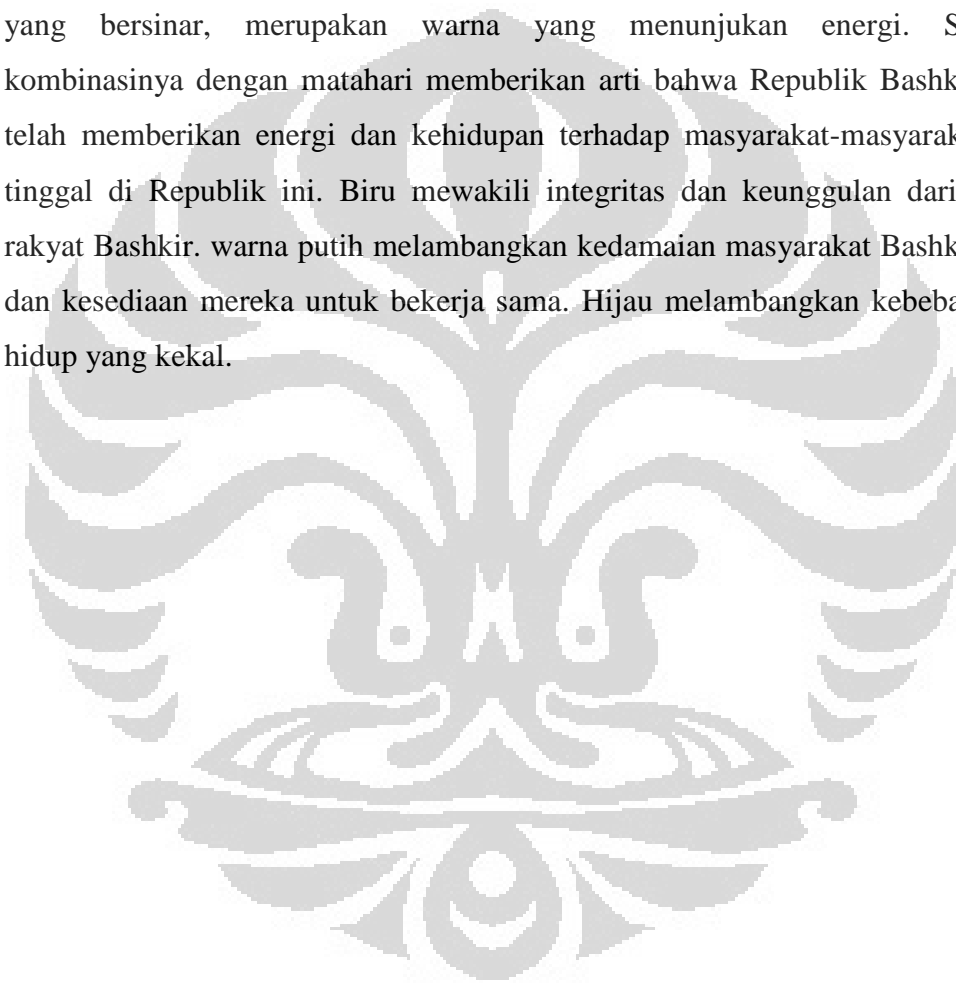 yang bersinar, merupakan warna yang menunjukan energi.
kombinasinya dengan matahari memberikan arti bahwa Republik
telah memberikan energi dan kehidupan terhadap
tinggal di Republik ini. Biru mewakili integritas dan keunggulan dari
rakyat Bashkir. warna putih melambangkan kedamaian masyarakat
dan kesediaan mereka untuk bekerja sama. Hijau melambangkan
hidup yang kekal.